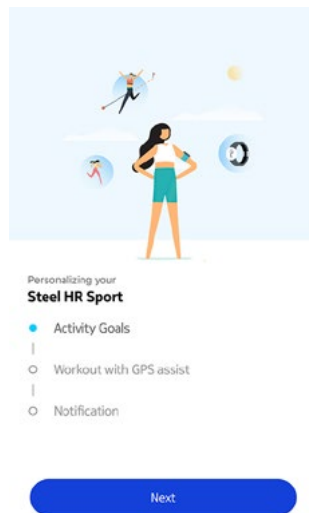 Personalizing your
Steel HR Sport
Activity Goals
Workout with GPS assist
Notification
Next